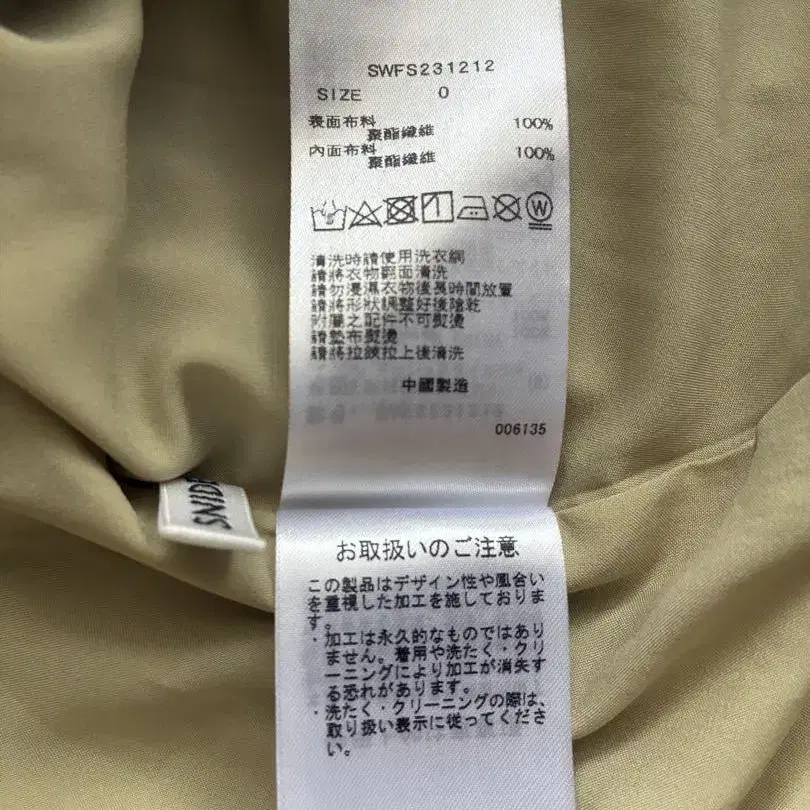 SWFS231212
SIZE 0
表面布料 100%
聚酯纖維
內面布料 100%
聚酯纖維
W
清洗時請使用洗衣網
請將衣物翻面清洗
請勿浸濕衣物後長時間放置
請將形狀調整好後陰乾
附屬之配件不可熨燙
請墊布熨燙
請將拉鍊拉上後清洗
中國製造
006135
SNIDE
お取扱いのご注意
この製品はデザイン性や風合い
を重視した加工を施しておりま
す。
・加工は永久的なものではあり
ません。着用や洗たく・クリ
ーニングにより加工が消失す
る恐れがあります。
・洗たく・クリーニングの際は、
取り扱い表示に従ってくださ
い。